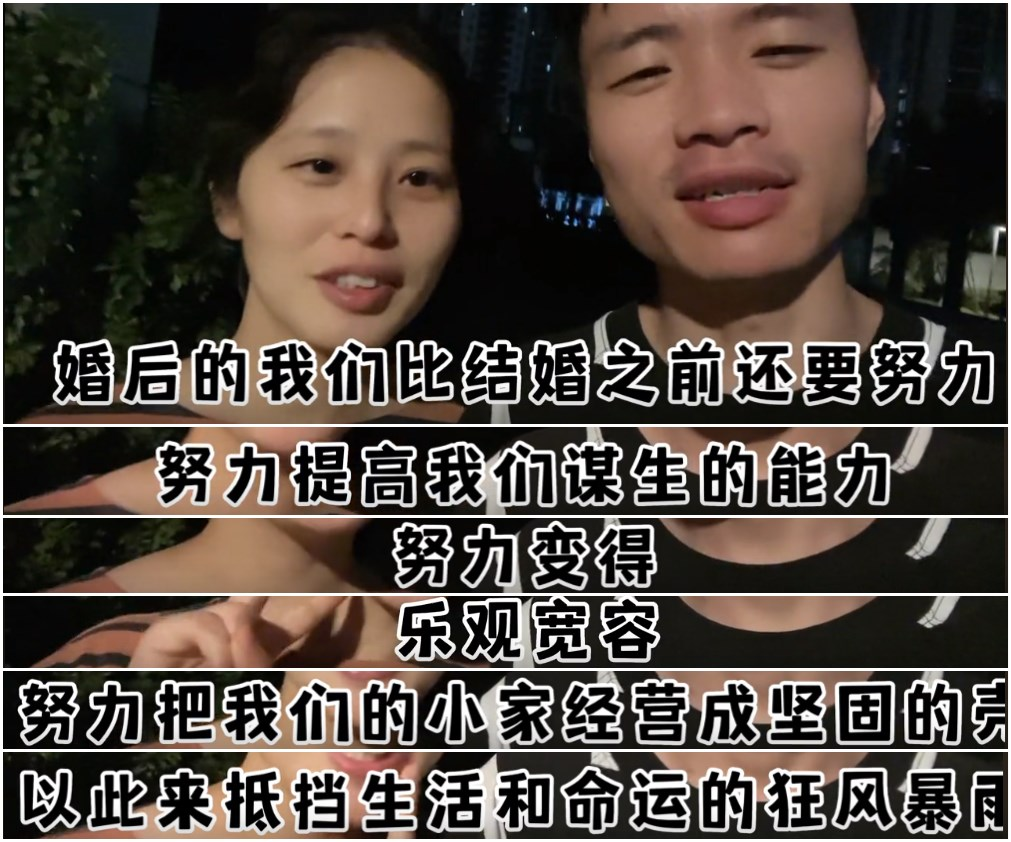 婚后的我们比结婚之前还要努力
努力提高我们谋生的能力
努力变得
乐观宽容
努力把我们的小家经营成坚固的壳
以此来抵挡生活和命运的狂风暴雨